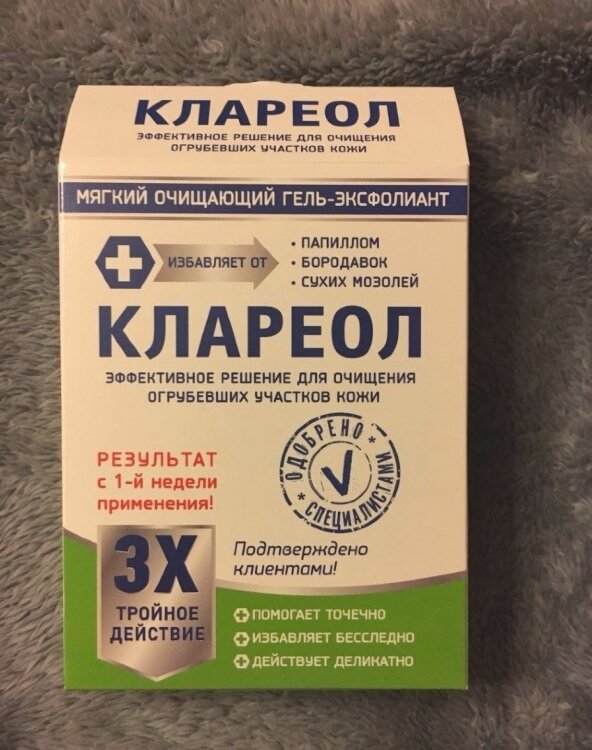 КЛАРЕОЛ
ЭФФЕКТИВНОЕ РЕШЕНИЕ ДЛЯ ОЧИЩЕНИЯ
ОГРУБЕВШИХ УЧАСТКОВ КОЖИ
МЯГКИЙ ОЧИЩАЮЩИЙ ГЕЛЬ-ЭКСФОЛИАНТ
ИЗБАВЛЯЕТ ОТ
• ПАПИЛЛОМ
• БОРОДАВОК
• СУХИХ МОЗОЛЕЙ
КЛАРЕОЛ
ЭФФЕКТИВНОЕ РЕШЕНИЕ ДЛЯ ОЧИЩЕНИЯ
ОГРУБЕВШИХ УЧАСТКОВ КОЖИ
РЕЗУЛЬТАТ
с 1-й недели
применения!
ОДОБРЕНО
СПЕЦИАЛИСТАМИ
3X
ТРОЙНОЕ
ДЕЙСТВИЕ
Подтверждено
клиентами!
ПОМОГАЕТ ТОЧЕЧНО
ИЗБАВЛЯЕТ БЕССЛЕДНО
ДЕЙСТВУЕТ ДЕЛИКАТНО